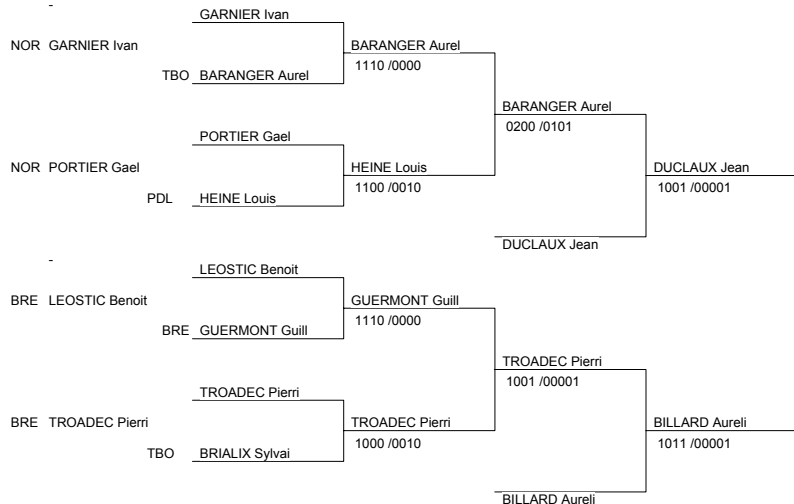 -
GARNIER Ivan
NOR GARNIER Ivan
BARANGER Aurel
1110 /0000
TBO BARANGER Aurel
BARANGER Aurel
0200 /0101
PORTIER Gael
NOR PORTIER Gael
HEINE Louis
1100 /0010
DUCLAUX Jean
1001 /00001
PDL HEINE Louis
DUCLAUX Jean
-
LEOSTIC Benoit
BRE LEOSTIC Benoit
GUERMONT Guill
1110 /0000
BRE GUERMONT Guill
TROADEC Pierri
1001 /00001
TROADEC Pierri
BRE TROADEC Pierri
TROADEC Pierri
1000 /0010
BILLARD Aureli
1011 /00001
TBO BRIALIX Sylvai
BILLARD Aureli